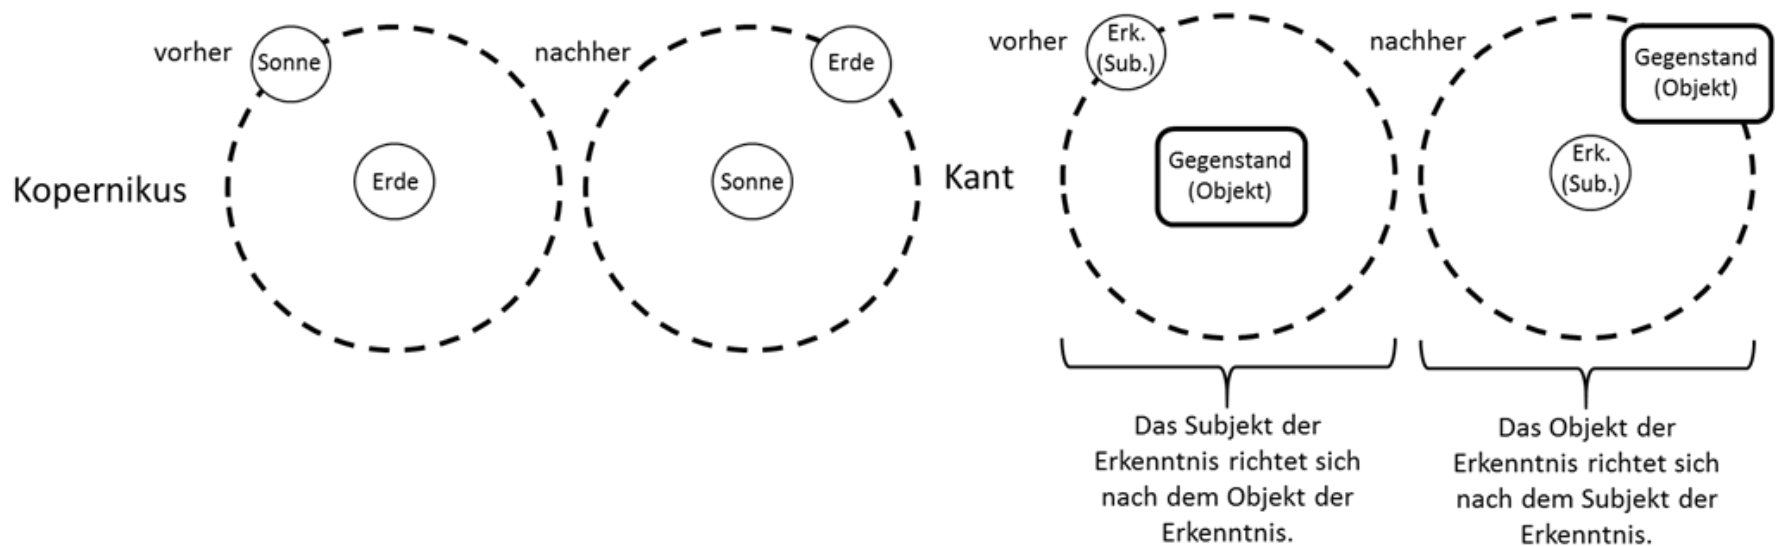 Kopernikus
vorher
Sonne
Erde
nachher
Erde
Sonne
Kant
vorher
Erk.
(Sub.)
Gegenstand
(Objekt)
Das Subjekt der
Erkenntnis richtet sich
nach dem Objekt der
Erkenntnis.
nachher
Gegenstand
(Objekt)
Erk.
(Sub.)
Das Objekt der
Erkenntnis richtet sich
nach dem Subjekt der
Erkenntnis.